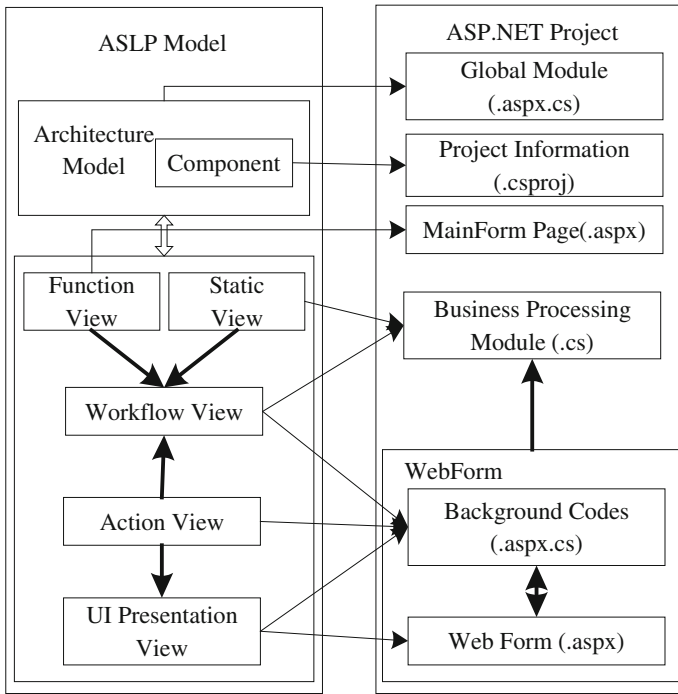 ASLP Model
Architecture
Model
Component
Function
View
Static
View
Workflow View
Action View
UI Presentation
View
ASP.NET Project
Global Module
(.aspx.cs)
Project Information
(.csproj)
MainForm Page(.aspx)
Business Processing
Module (.cs)
WebForm
Background Codes
(.aspx.cs)
Web Form (.aspx)